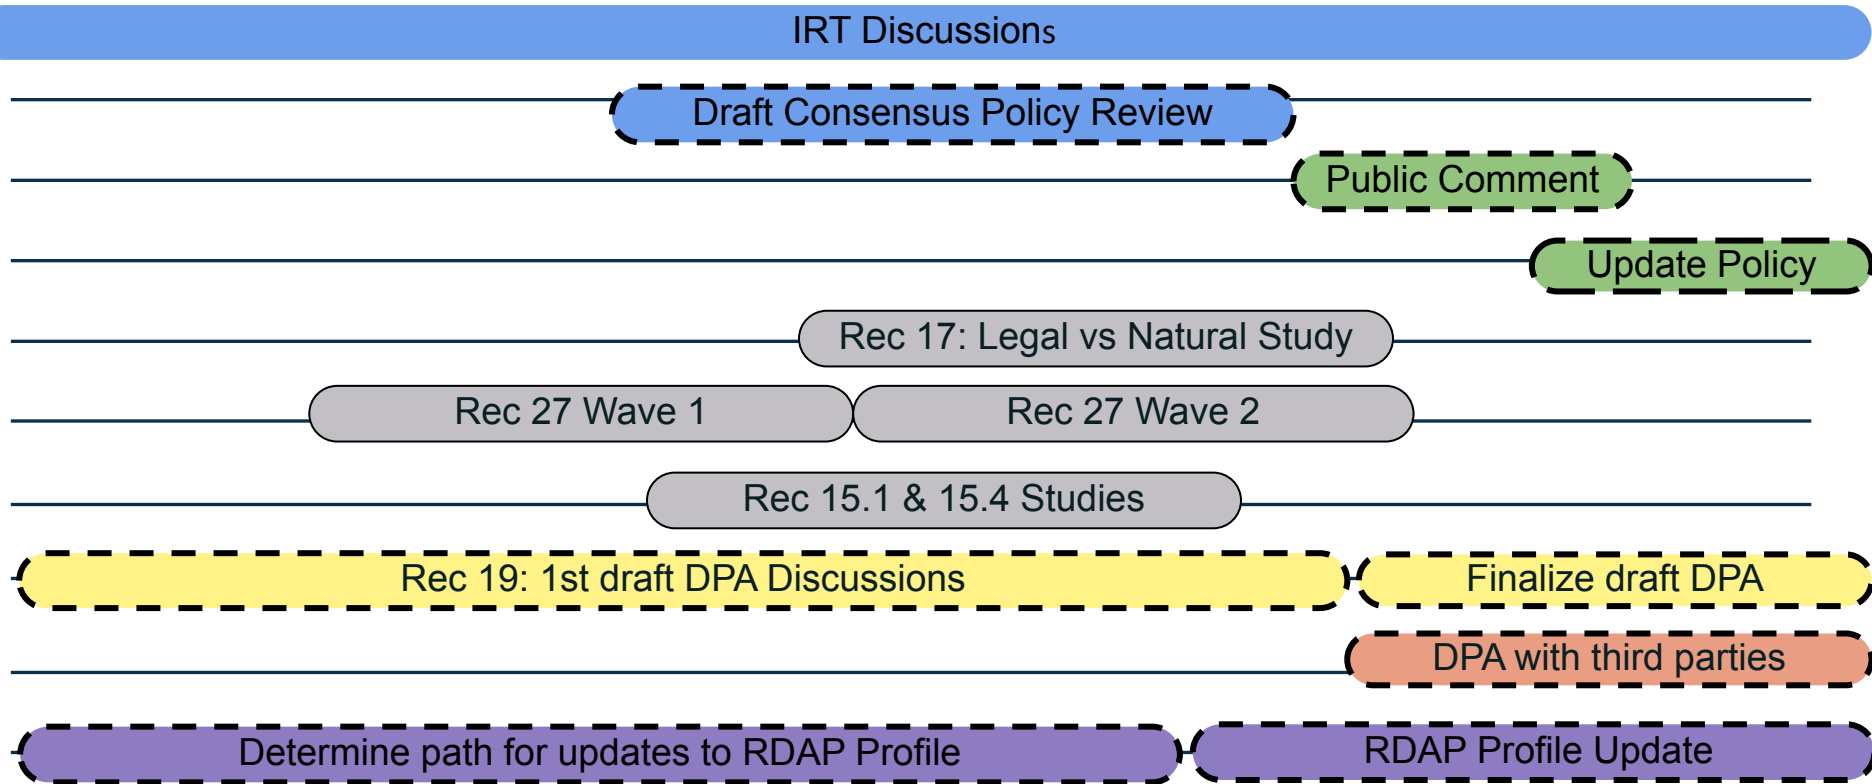 IRT Discussions
Draft Consensus Policy Review
Public Comment
Update Policy
Rec 17: Legal vs Natural Study
Rec 27 Wave 1
Rec 27 Wave 2
Rec 15.1 & 15.4 Studies
Rec 19: 1st draft DPA Discussions
Finalize draft DPA
DPA with third parties
Determine path for updates to RDAP Profile
RDAP Profile Update